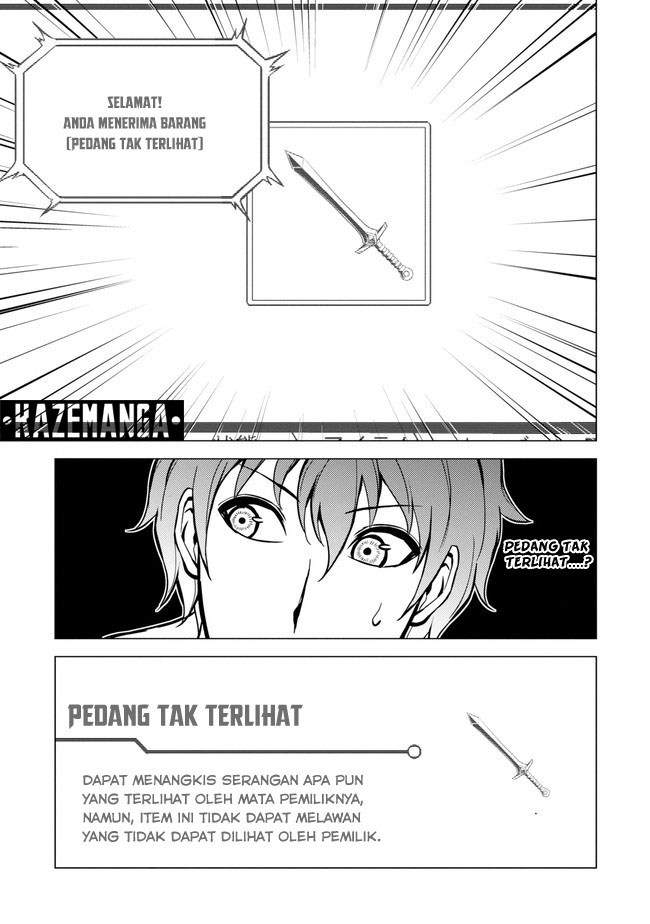 SELAMAT!
ANDA MENERIMA BARANG
(PEDANG TAK TERLIHAT)
•KAZEMANGA•
PEDANG TAK
TERLIHAT....?
PEDANG TAK TERLIHAT
DAPAT MENANGKIS SERANGAN APA PUN
YANG TERLIHAT OLEH MATA PEMILIKNYA,
NAMUN, ITEM INI TIDAK DAPAT MELAWAN
YANG TIDAK DAPAT DILIHAT OLEH PEMILIK.